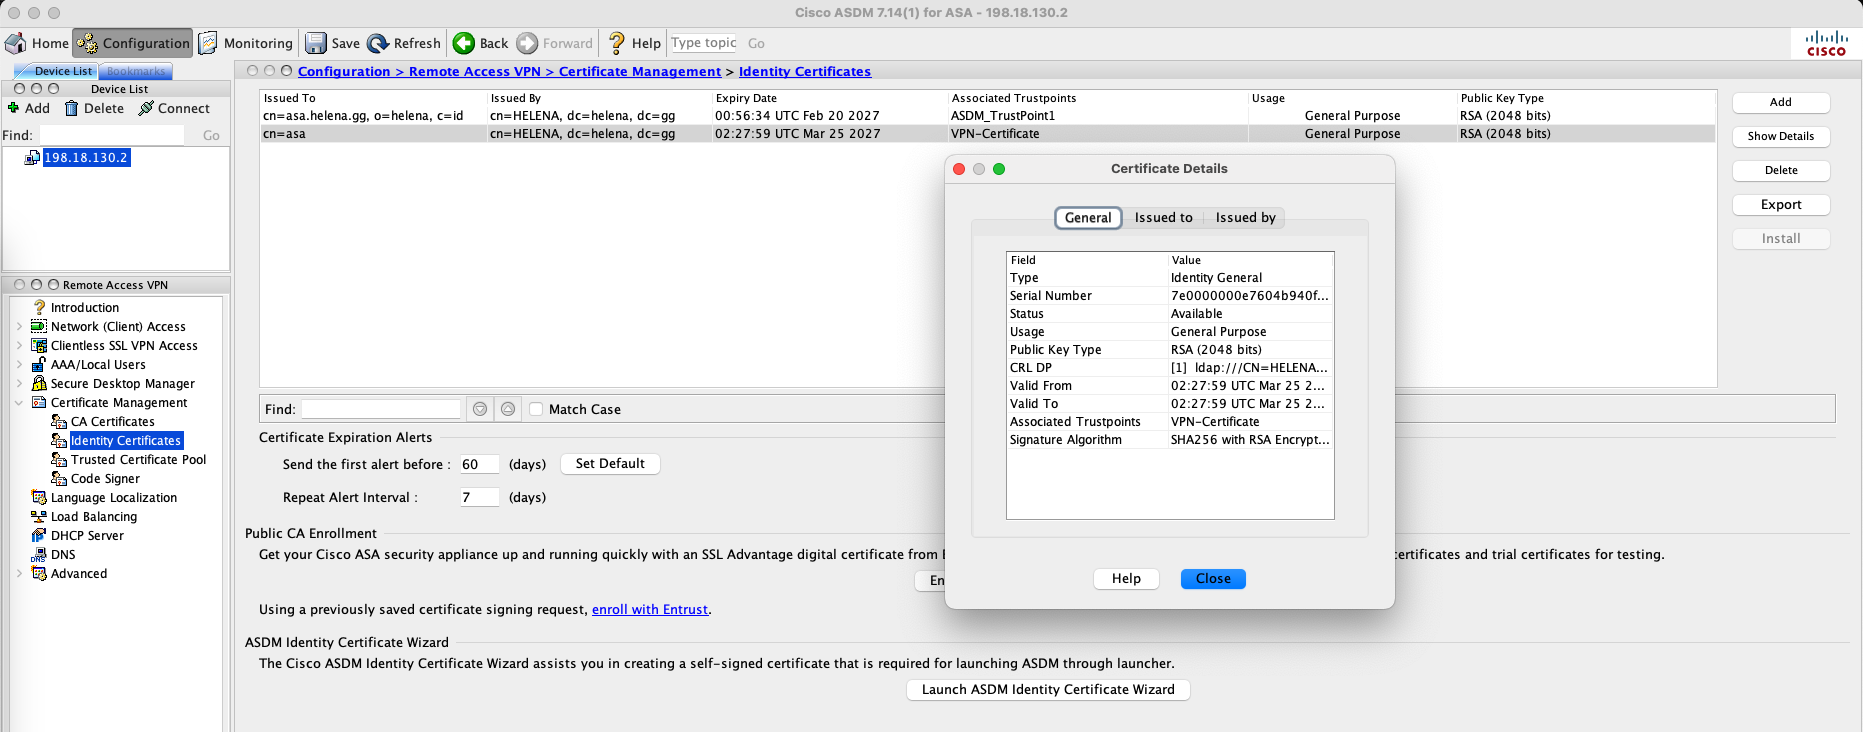 Cisco ASDM 7.14(1) for ASA - 198.18.130.2
Home Configuration Monitoring Save Refresh Back Forward Help Type topic Go
CISCO
Device List Bookmarks
Device List
Add Delete Connect
Find: Go
198.18.130.2
Remote Access VPN
Introduction
Network (Client) Access
Clientless SSL VPN Access
AAA/Local Users
Secure Desktop Manager
Certificate Management
CA Certificates
Identity Certificates
Trusted Certificate Pool
Code Signer
Language Localization
Load Balancing
DHCP Server
DNS
Advanced
Configuration > Remote Access VPN > Certificate Management > Identity Certificates
Issued To Issued By Expiry Date Associated Trustpoints Usage Public Key Type
cn=asa.helena.gg, o=helena, c=id cn=HELENA, dc=helena, dc=gg 00:56:34 UTC Feb 20 2027 ASDM_TrustPoint1 General Purpose RSA (2048 bits)
cn=asa cn=HELENA, dc=helena, dc=gg 02:27:59 UTC Mar 25 2027 VPN-Certificate General Purpose RSA (2048 bits)
Add
Show Details
Delete
Export
Install
Find: Match Case
Certificate Expiration Alerts
Send the first alert before : 60 (days) Set Default
Repeat Alert Interval : 7 (days)
Public CA Enrollment
Get your Cisco ASA security appliance up and running quickly with an SSL Advantage digital certificate from certificates and trial certificates for testing.
En
Using a previously saved certificate signing request, enroll with Entrust.
ASDM Identity Certificate Wizard
The Cisco ASDM Identity Certificate Wizard assists you in creating a self-signed certificate that is required for launching ASDM through launcher.
Launch ASDM Identity Certificate Wizard
Certificate Details
General Issued to Issued by
Field Value
Type Identity General
Serial Number 7e0000000e7604b940f...
Status Available
Usage General Purpose
Public Key Type RSA (2048 bits)
CRL DP [1] ldap:///CN=HELENA...
Valid From 02:27:59 UTC Mar 25 2...
Valid To 02:27:59 UTC Mar 25 2...
Associated Trustpoints VPN-Certificate
Signature Algorithm SHA256 with RSA Encrypt...
Help Close